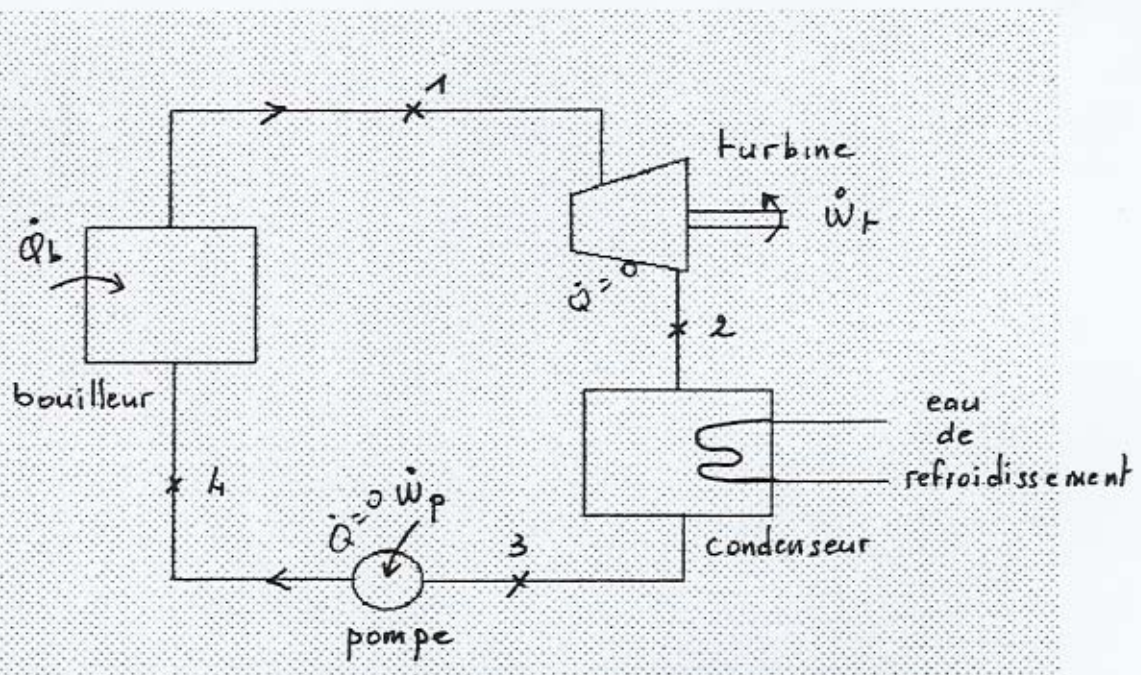 1
turbine
Q̇b
Ẇt
Q̇=0
2
bouilleur
eau
de
refroidissement
4
Q̇=0 Ẇp
3
condenseur
pompe